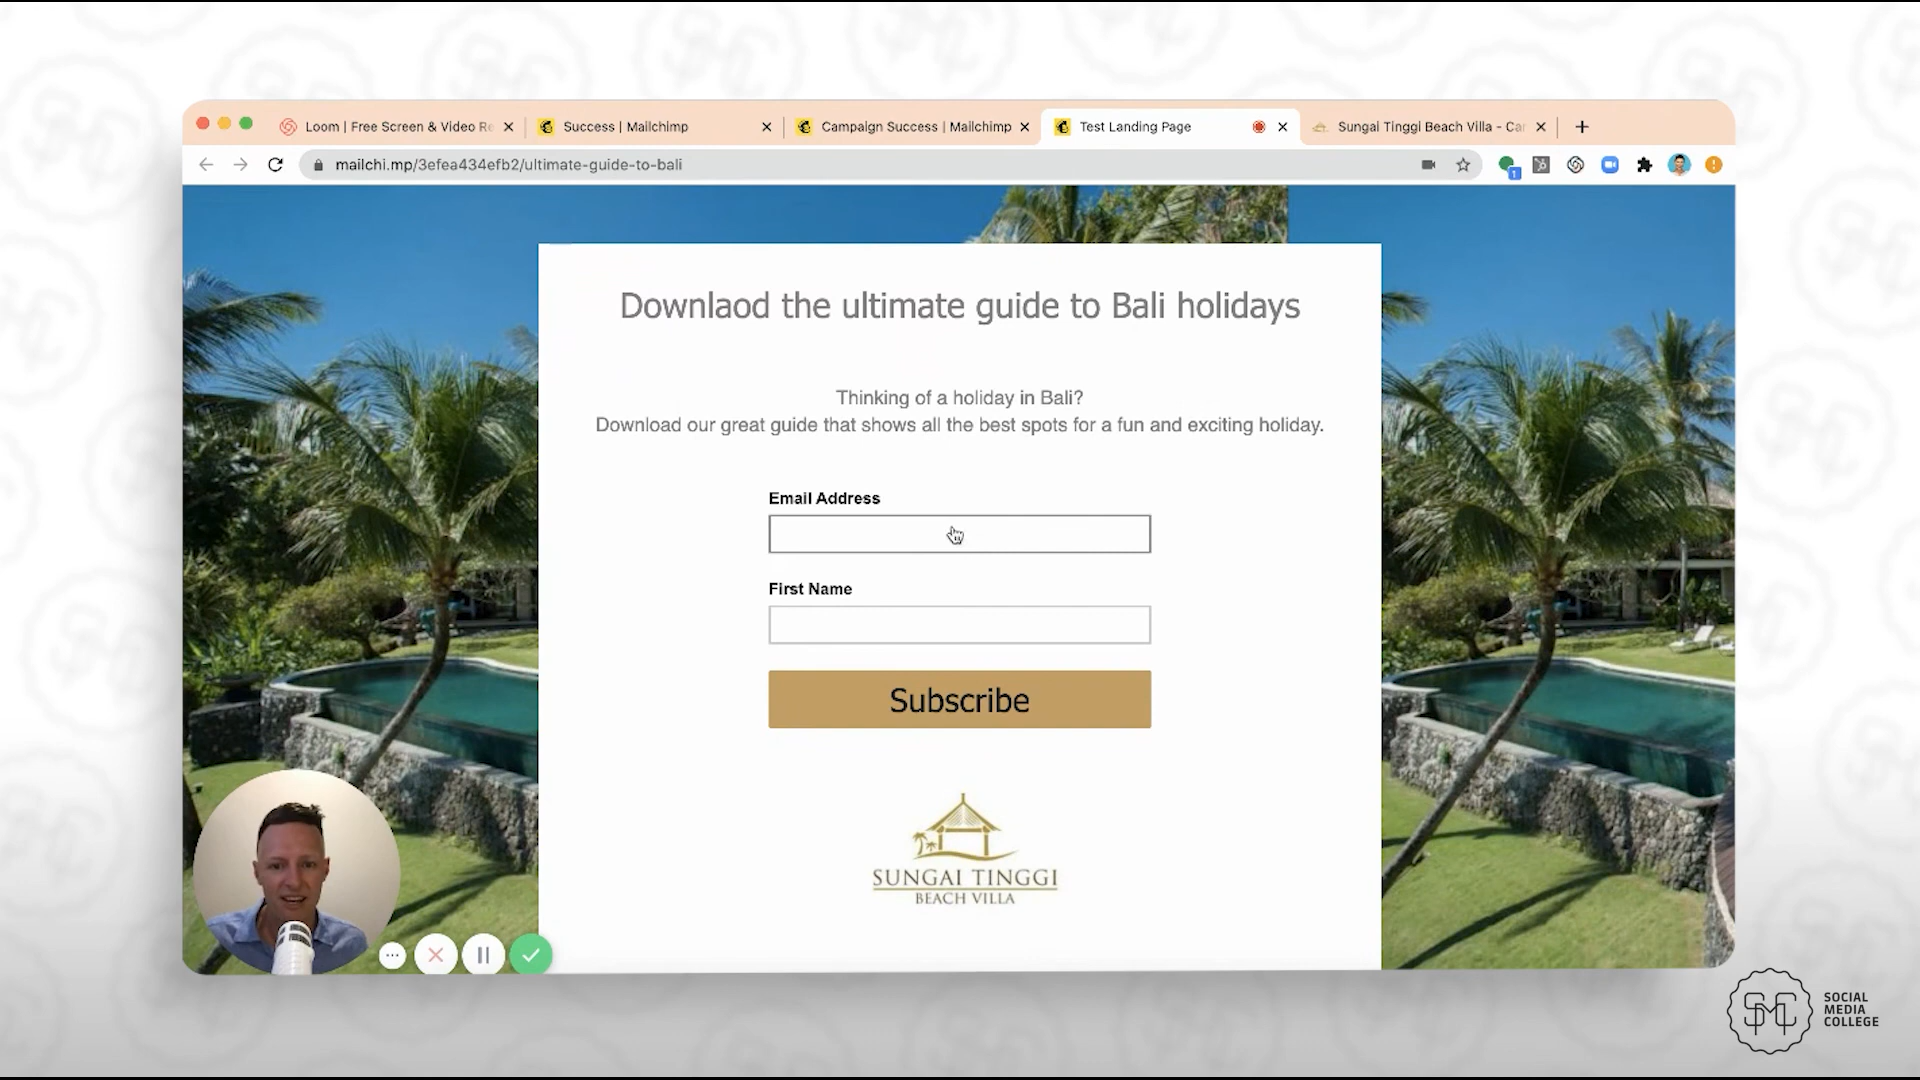 Loom | Free Screen & Video Re
Success | Mailchimp
Campaign Success | Mailchimp
Test Landing Page
Sungai Tinggi Beach Villa - Car
mailchi.mp/3efea434efb2/ultimate-guide-to-bali
1
Downlaod the ultimate guide to Bali holidays
Thinking of a holiday in Bali?
Download our great guide that shows all the best spots for a fun and exciting holiday.
Email Address
First Name
Subscribe
SUNGAI TINGGI
BEACH VILLA
SMC
SOCIAL
MEDIA
COLLEGE